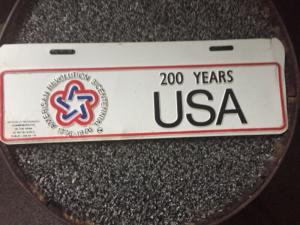 200 YEARS
USA
AMERICAN REVOLUTION BICENTENNIAL
1776-1976